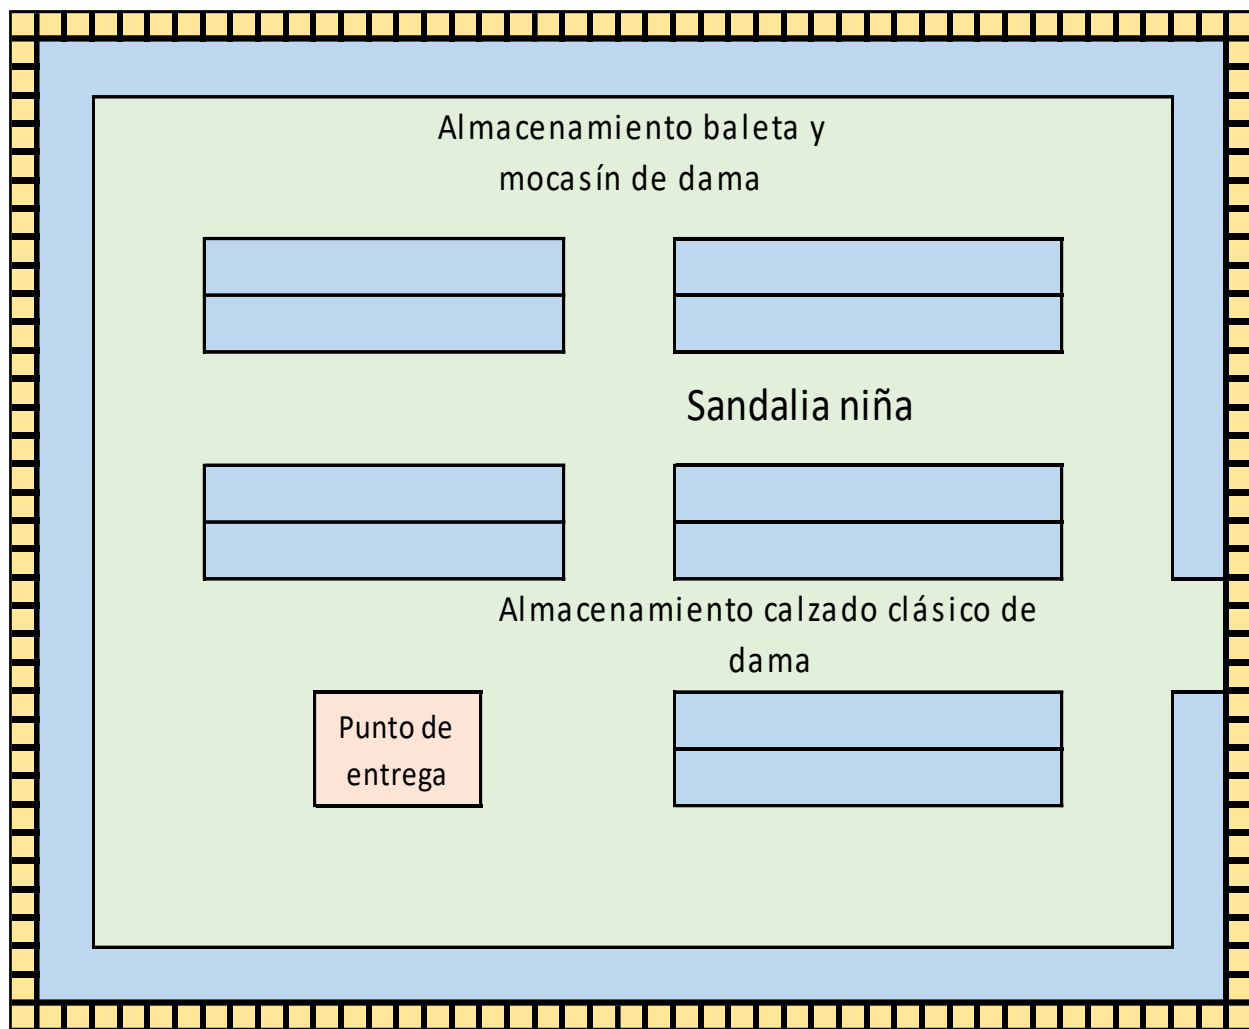 Almacenamiento baleta y
mocasín de dama
Sandalia niña
Almacenamiento calzado clásico de
dama
Punto de
entrega